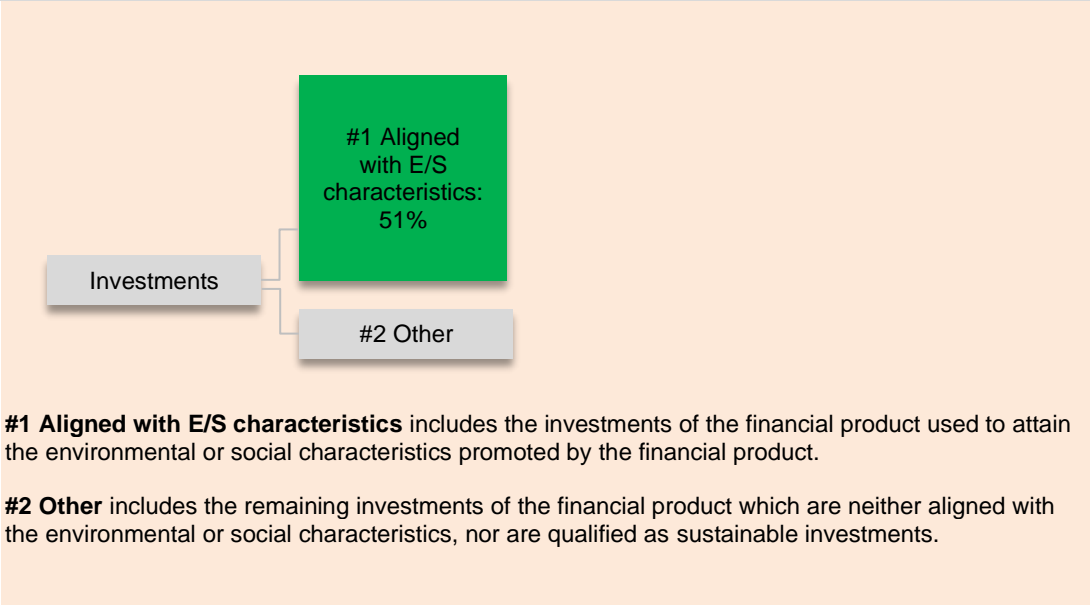 #1 Aligned
with E/S
characteristics:
51%
Investments
#2 Other
#1 Aligned with E/S characteristics includes the investments of the financial product used to attain
the environmental or social characteristics promoted by the financial product.
#2 Other includes the remaining investments of the financial product which are neither aligned with
the environmental or social characteristics, nor are qualified as sustainable investments.